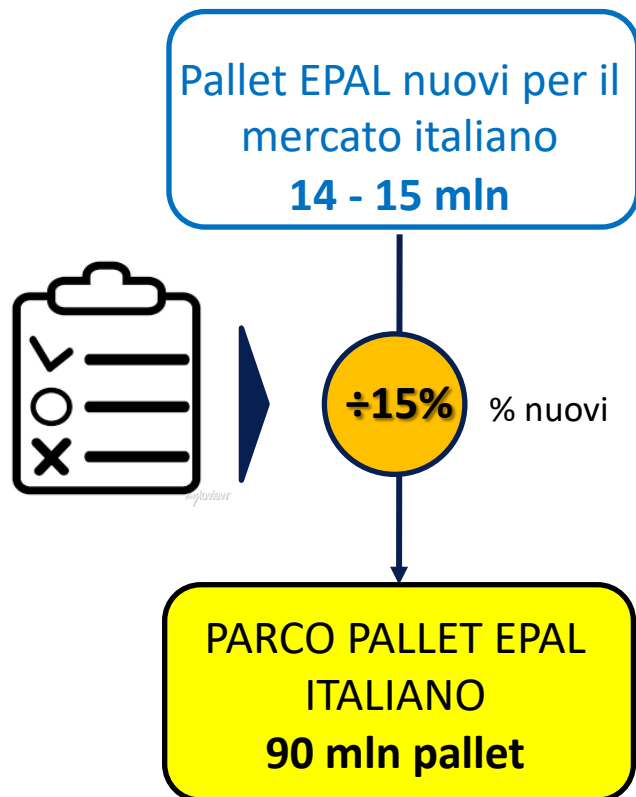 Pallet EPAL nuovi per il
mercato italiano
14 - 15 mln
÷15%
% nuovi
PARCO PALLET EPAL
ITALIANO
90 mln pallet